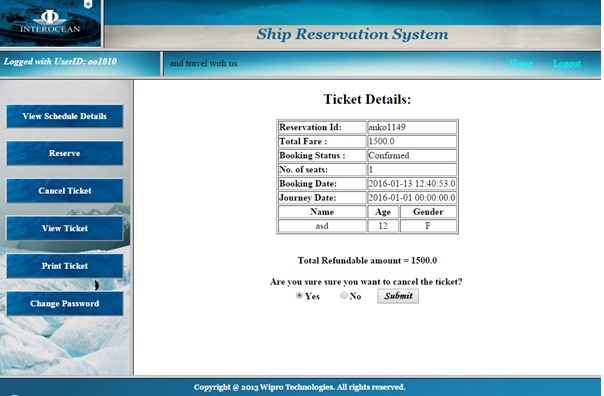 INTEROCEAN
Ship Reservation System
Logged with UserID: oo1010
and travel with us.
Home Logout
View Schedule Details
Reserve
Cancel Ticket
View Ticket
Print Ticket
Change Password
Ticket Details:
Reservation Id: anko1149
Total Fare : 1500.0
Booking Status : Confirmed
No. of seats: 1
Booking Date: 2016-01-13 12:40:53.0
Journey Date: 2016-01-01 00:00:00.0
Name Age Gender
asd 12 F
Total Refundable amount = 1500.0
Are you sure sure you want to cancel the ticket?
Yes No Submit
Copyright @ 2013 Wipro Technologies. All rights reserved.